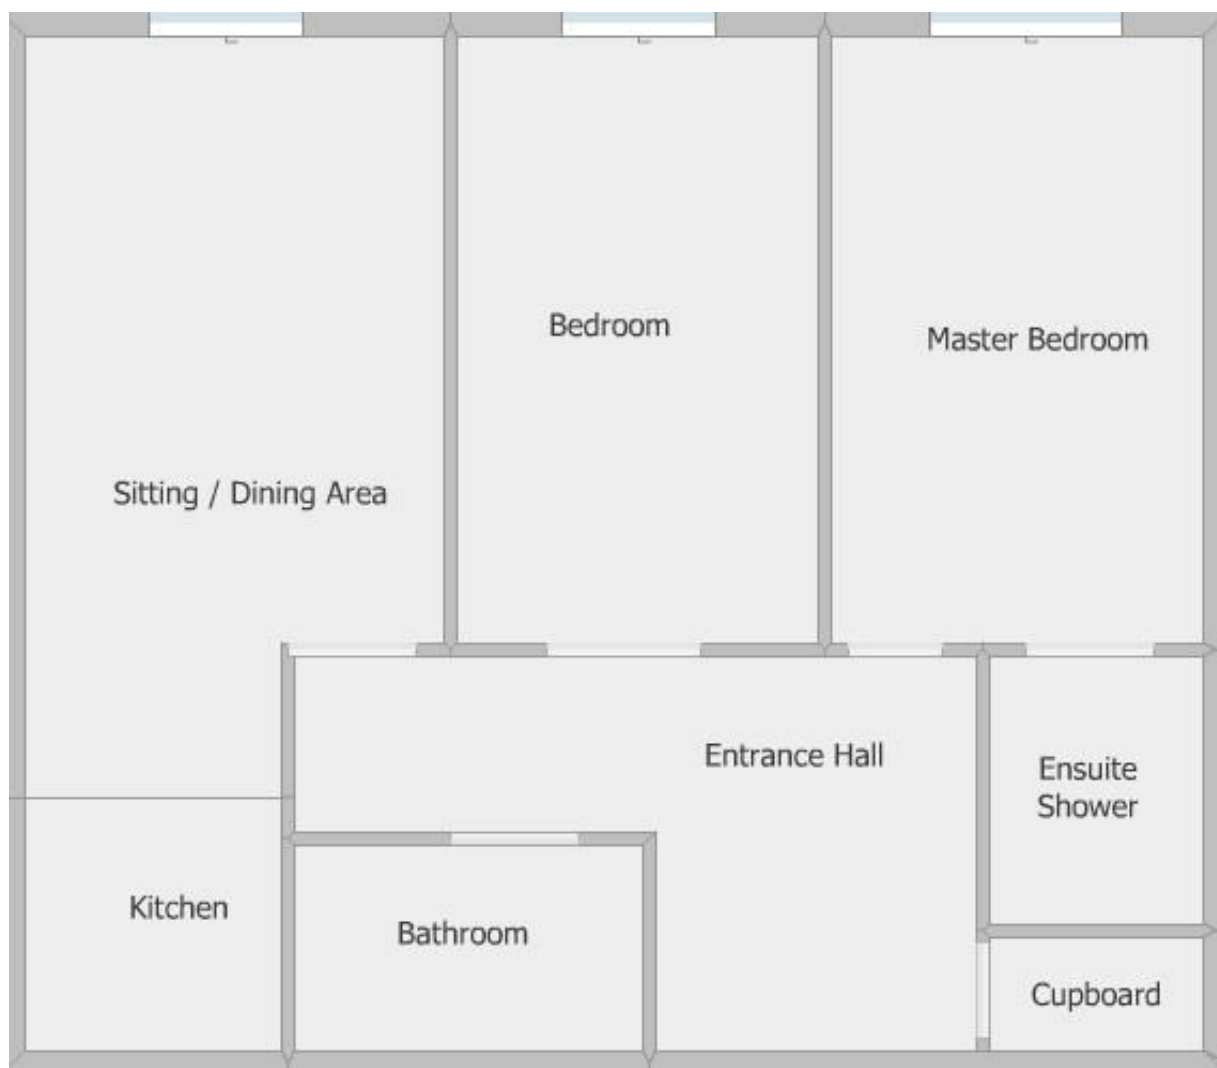 Bedroom
Master Bedroom
Sitting / Dining Area
Entrance Hall
Ensuite
Shower
Kitchen
Bathroom
Cupboard